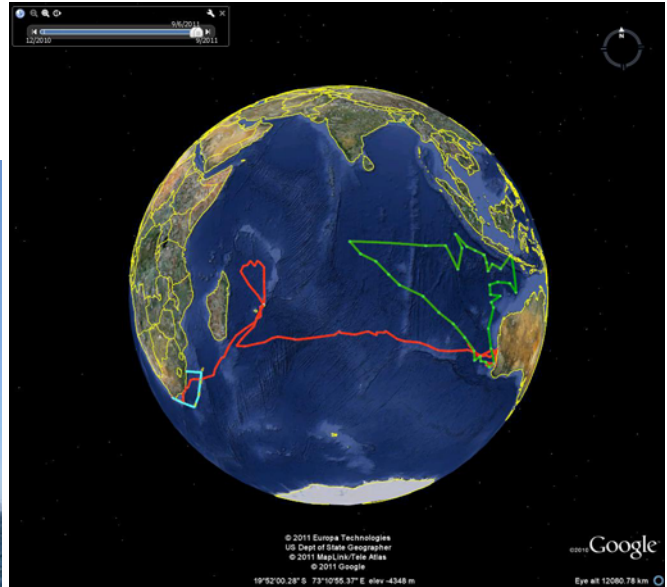 9/6/2011
12/2010 9/2011
N
© 2011 Europa Technologies
US Dept of State Geographer
© 2011 MapLink/Tele Atlas
© 2011 Google
©2010 Google
19°52'00.28" S 73°10'55.37" E elev -4348 m
Eye alt 12080.78 km